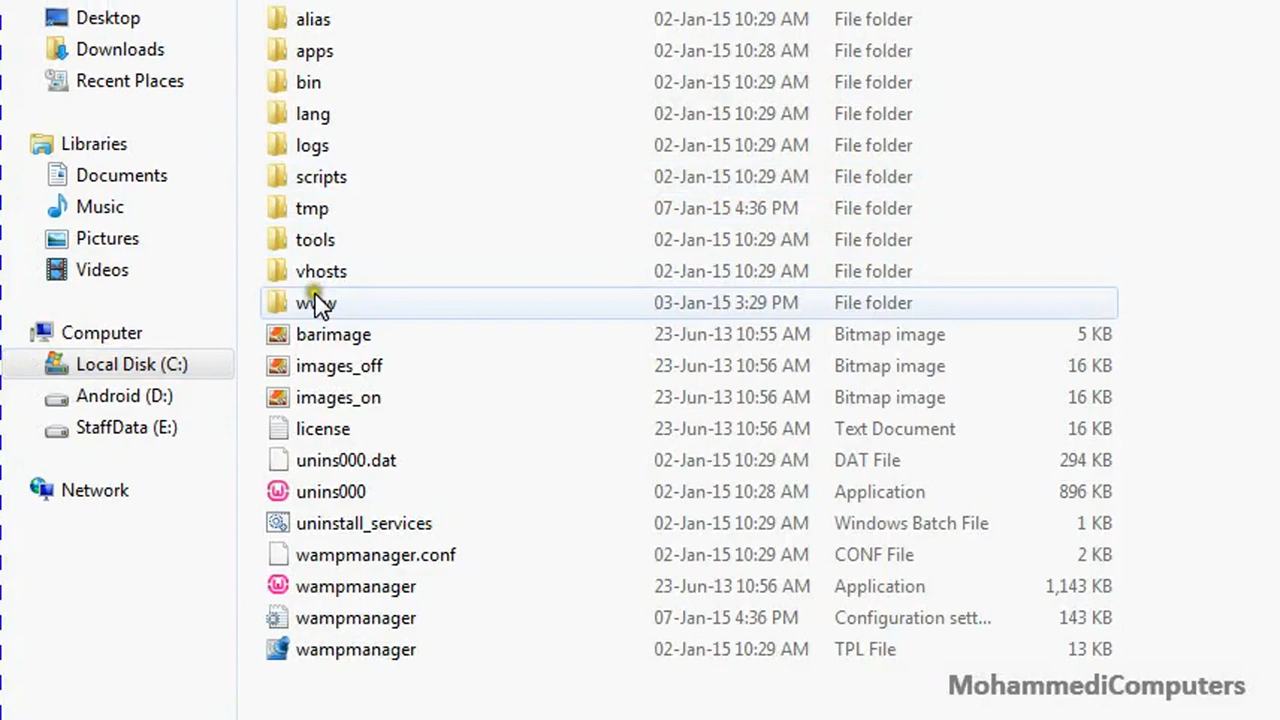 Desktop
Downloads
Recent Places
Libraries
Documents
Music
Pictures
Videos
Computer
Local Disk (C:)
Android (D:)
StaffData (E:)
Network
alias 02-Jan-15 10:29 AM File folder
apps 02-Jan-15 10:28 AM File folder
bin 02-Jan-15 10:29 AM File folder
lang 02-Jan-15 10:29 AM File folder
logs 02-Jan-15 10:29 AM File folder
scripts 02-Jan-15 10:29 AM File folder
tmp 07-Jan-15 4:36 PM File folder
tools 02-Jan-15 10:29 AM File folder
vhosts 02-Jan-15 10:29 AM File folder
www 03-Jan-15 3:29 PM File folder
barimage 23-Jun-13 10:55 AM Bitmap image 5 KB
images_off 23-Jun-13 10:56 AM Bitmap image 16 KB
images_on 23-Jun-13 10:56 AM Bitmap image 16 KB
license 23-Jun-13 10:56 AM Text Document 16 KB
unins000.dat 02-Jan-15 10:29 AM DAT File 294 KB
unins000 02-Jan-15 10:28 AM Application 896 KB
uninstall_services 02-Jan-15 10:29 AM Windows Batch File 1 KB
wampmanager.conf 02-Jan-15 10:29 AM CONF File 2 KB
wampmanager 23-Jun-13 10:56 AM Application 1,143 KB
wampmanager 07-Jan-15 4:36 PM Configuration sett... 143 KB
wampmanager 02-Jan-15 10:29 AM TPL File 13 KB
MohammediComputers